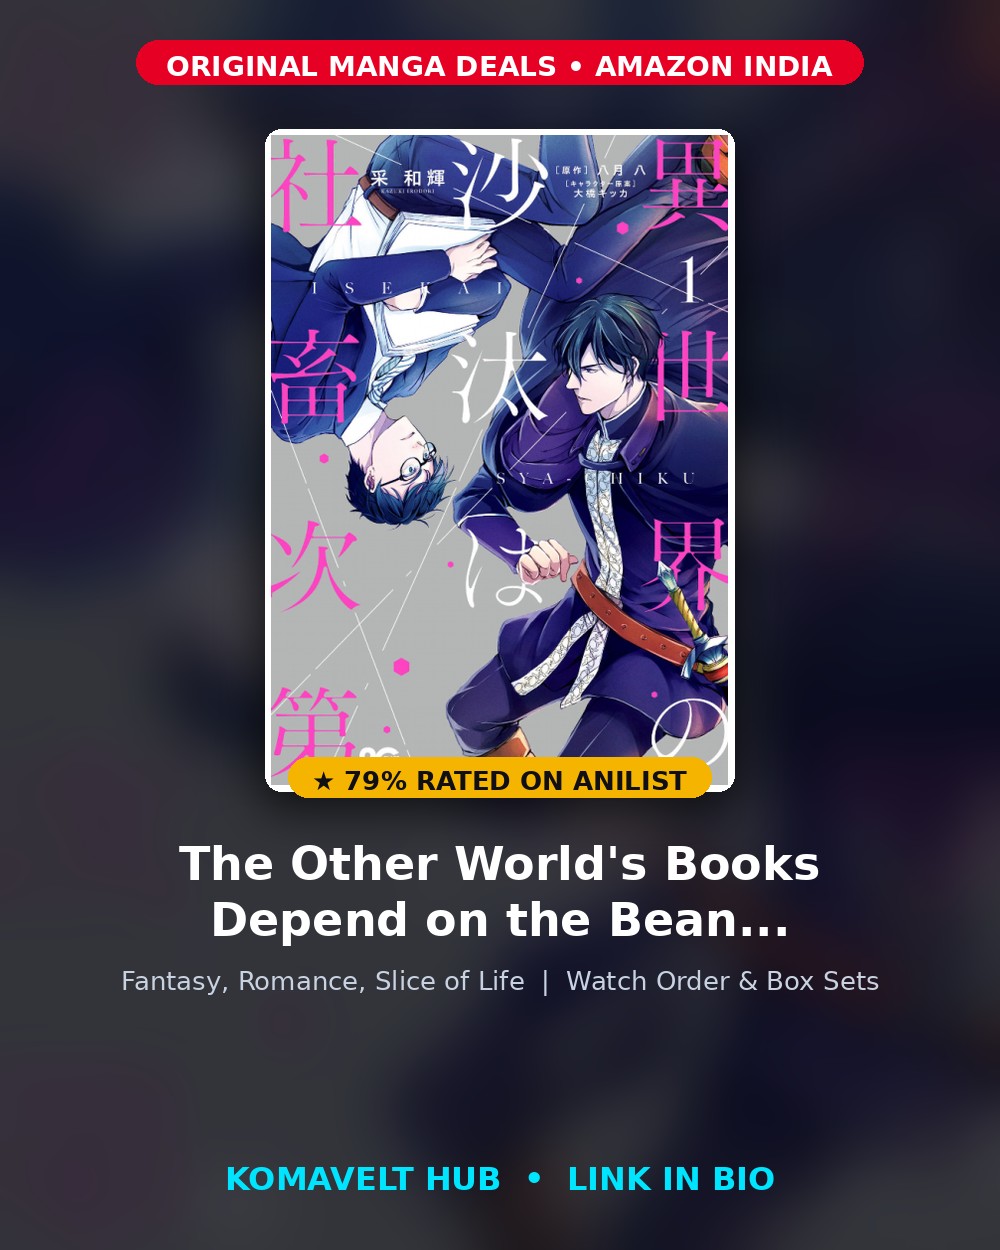 ORIGINAL MANGA DEALS • AMAZON INDIA
異世界の
沙汰は
社畜次第
1
采 和輝
KAZUKI IRODORI
［原作］八月 八
［キャラクター原案］
大橋キッカ
ISEKAI
SYA-CHIKU
★ 79% RATED ON ANILIST
The Other World's Books
Depend on the Bean...
Fantasy, Romance, Slice of Life | Watch Order & Box Sets
KOMAVELT HUB • LINK IN BIO